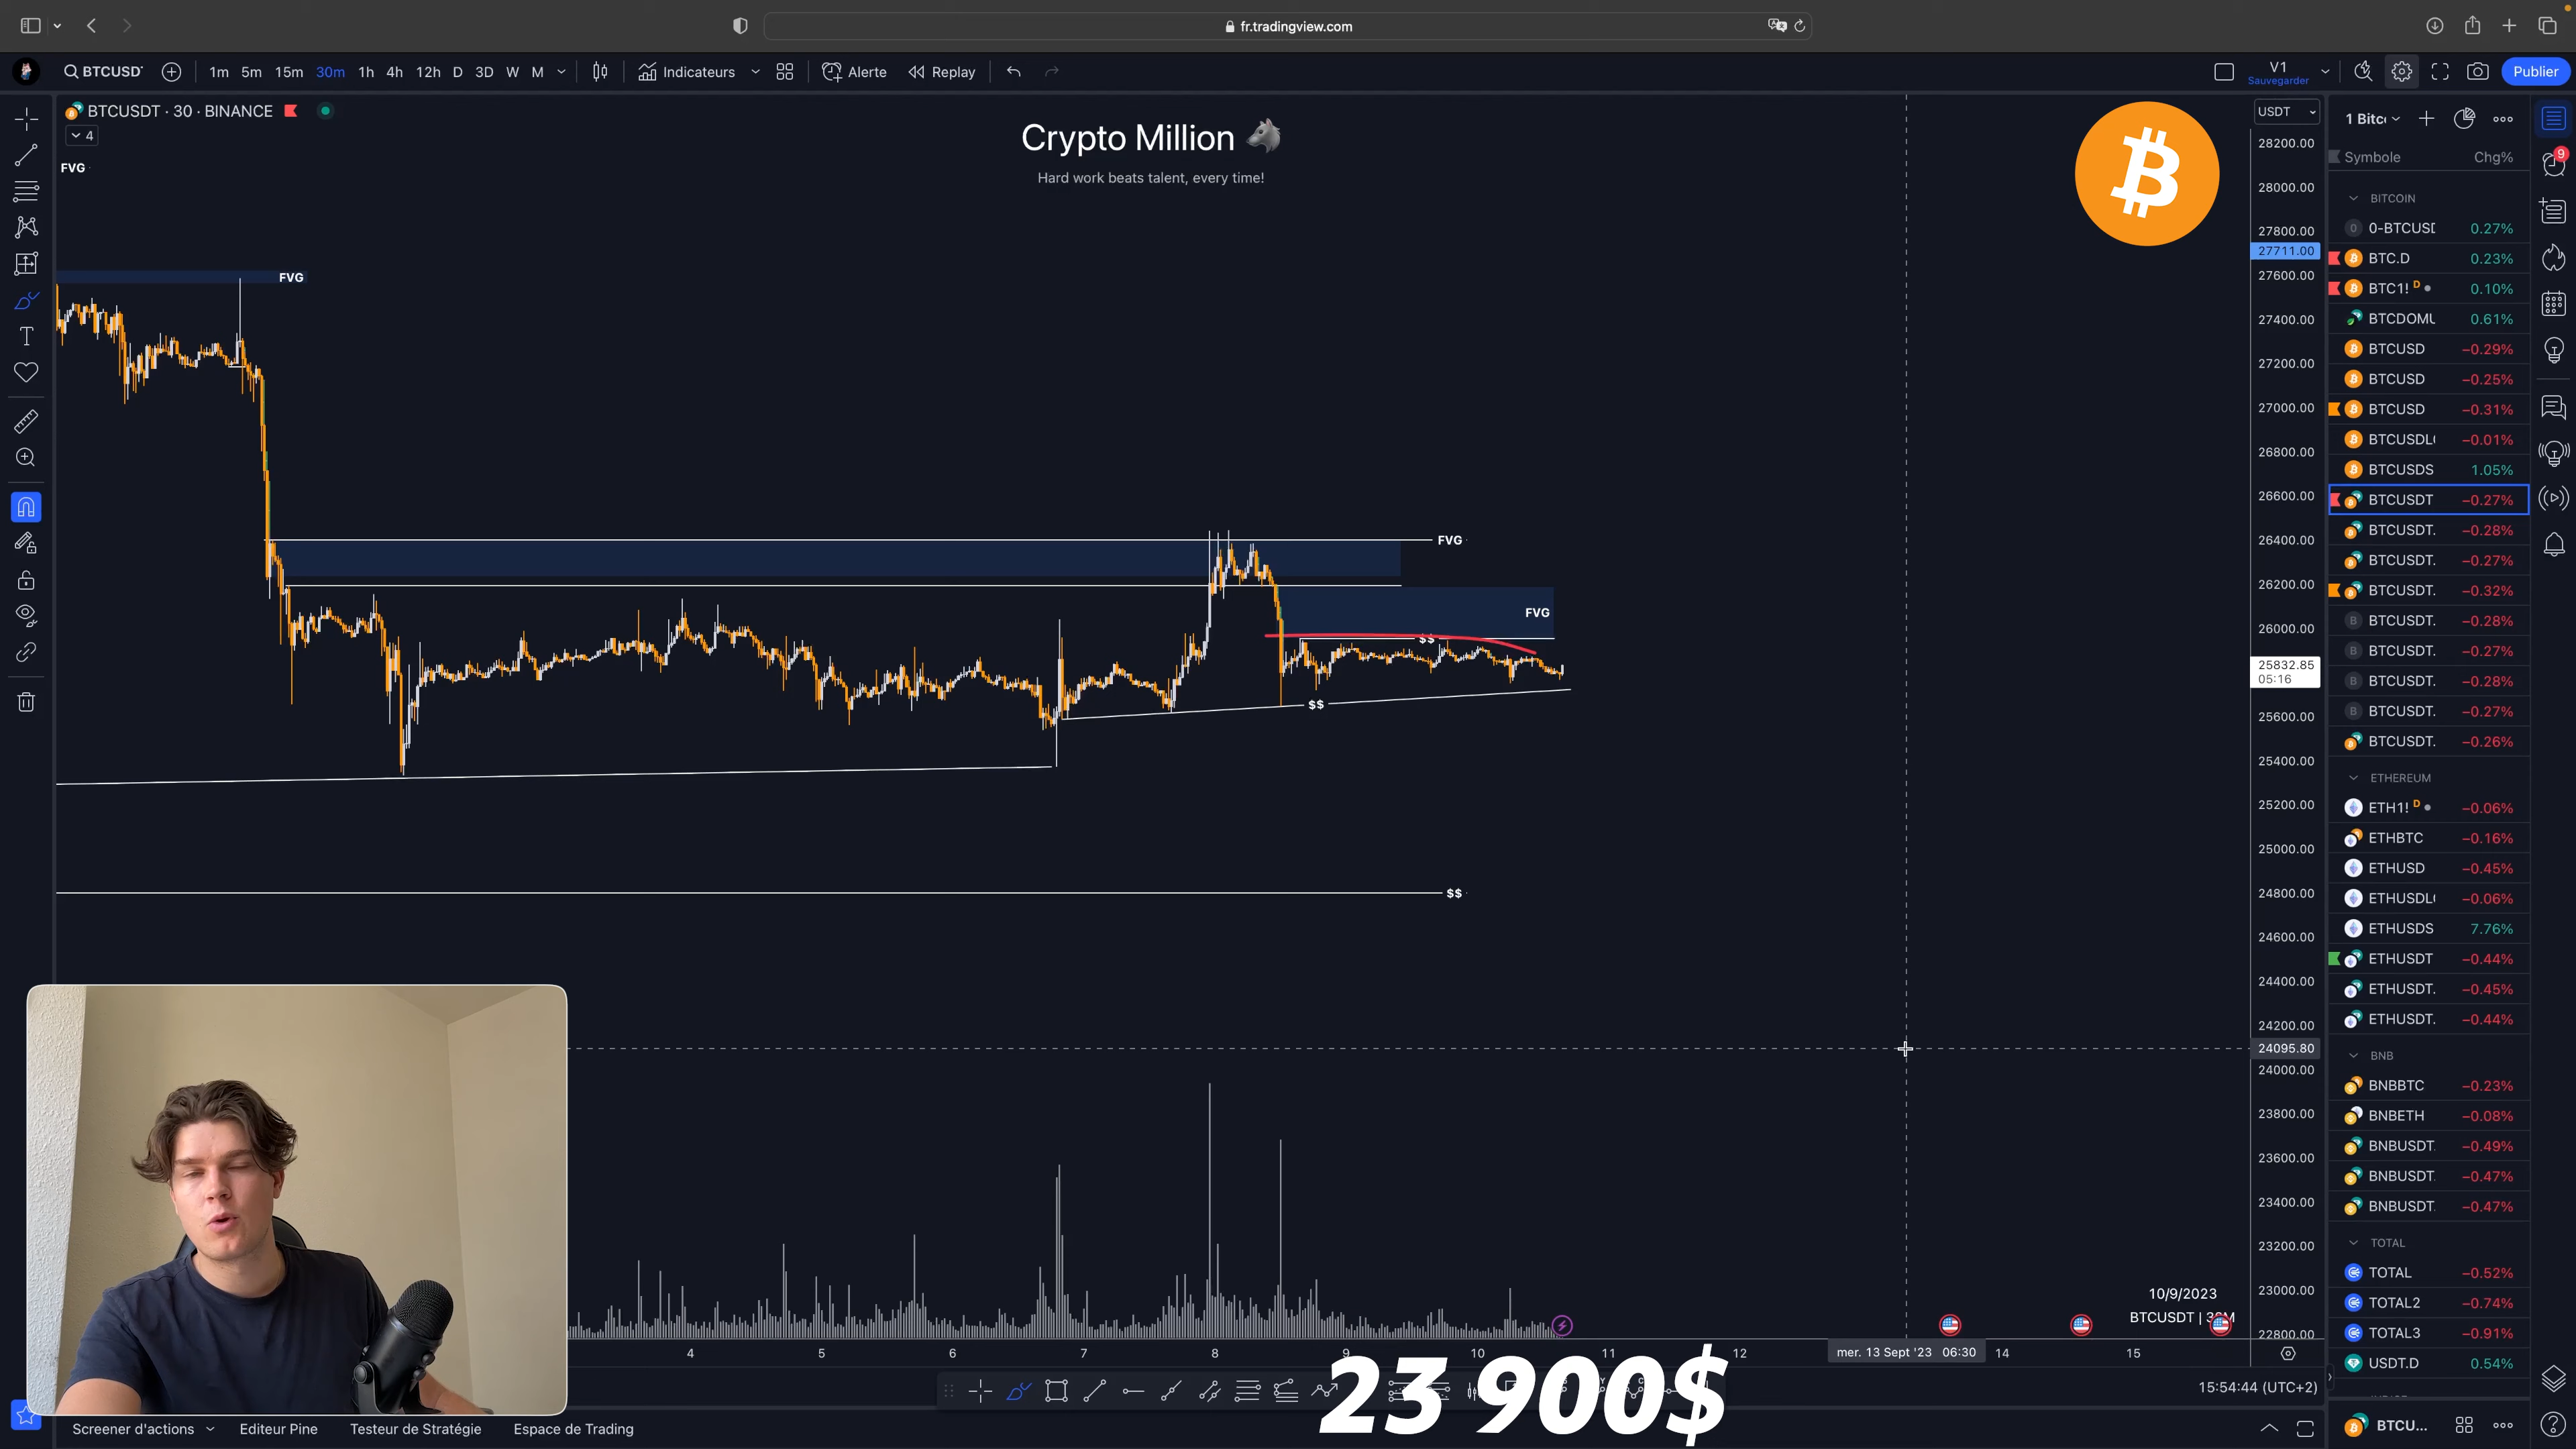 fr.tradingview.com
BTCUSDT
1m 5m 15m 30m 1h 4h 12h D 3D W M
Indicateurs
Alerte
Replay
V1
Sauvegarder
Publier
BTCUSDT · 30 · BINANCE
4
FVG
Crypto Million
Hard work beats talent, every time!
FVG
FVG
FVG
$$
$$
$$
USDT
28200.00
28000.00
27800.00
27711.00
27600.00
27400.00
27200.00
27000.00
26800.00
26600.00
26400.00
26200.00
26000.00
25832.85
05:16
25600.00
25400.00
25200.00
25000.00
24800.00
24600.00
24400.00
24200.00
24095.80
24000.00
23800.00
23600.00
23400.00
23200.00
23000.00
22800.00
1 Bitc
9
Symbole Chg%
BITCOIN
0-BTCUSD 0.27%
BTC.D 0.23%
BTC1! D 0.10%
BTCDOMU 0.61%
BTCUSD −0.29%
BTCUSD −0.25%
BTCUSD −0.31%
BTCUSDL −0.01%
BTCUSDS 1.05%
BTCUSDT −0.27%
BTCUSDT. −0.28%
BTCUSDT. −0.27%
BTCUSDT. −0.32%
BTCUSDT. −0.28%
BTCUSDT. −0.27%
BTCUSDT. −0.28%
BTCUSDT. −0.27%
BTCUSDT. −0.26%
ETHEREUM
ETH1! D −0.06%
ETHBTC −0.16%
ETHUSD −0.45%
ETHUSDL −0.06%
ETHUSDS 7.76%
ETHUSDT −0.44%
ETHUSDT. −0.45%
ETHUSDT. −0.44%
BNB
BNBBTC −0.23%
BNBETH −0.08%
BNBUSDT −0.49%
BNBUSDT. −0.47%
BNBUSDT. −0.47%
TOTAL
TOTAL −0.52%
TOTAL2 −0.74%
TOTAL3 −0.91%
USDT.D 0.54%
10/9/2023
BTCUSDT | 30M
4 5 6 7 8 9 10 11 12
mer. 13 Sept '23 06:30
14 15
23 900$
15:54:44 (UTC+2)
Screener d'actions
Editeur Pine
Testeur de Stratégie
Espace de Trading
BTCU...